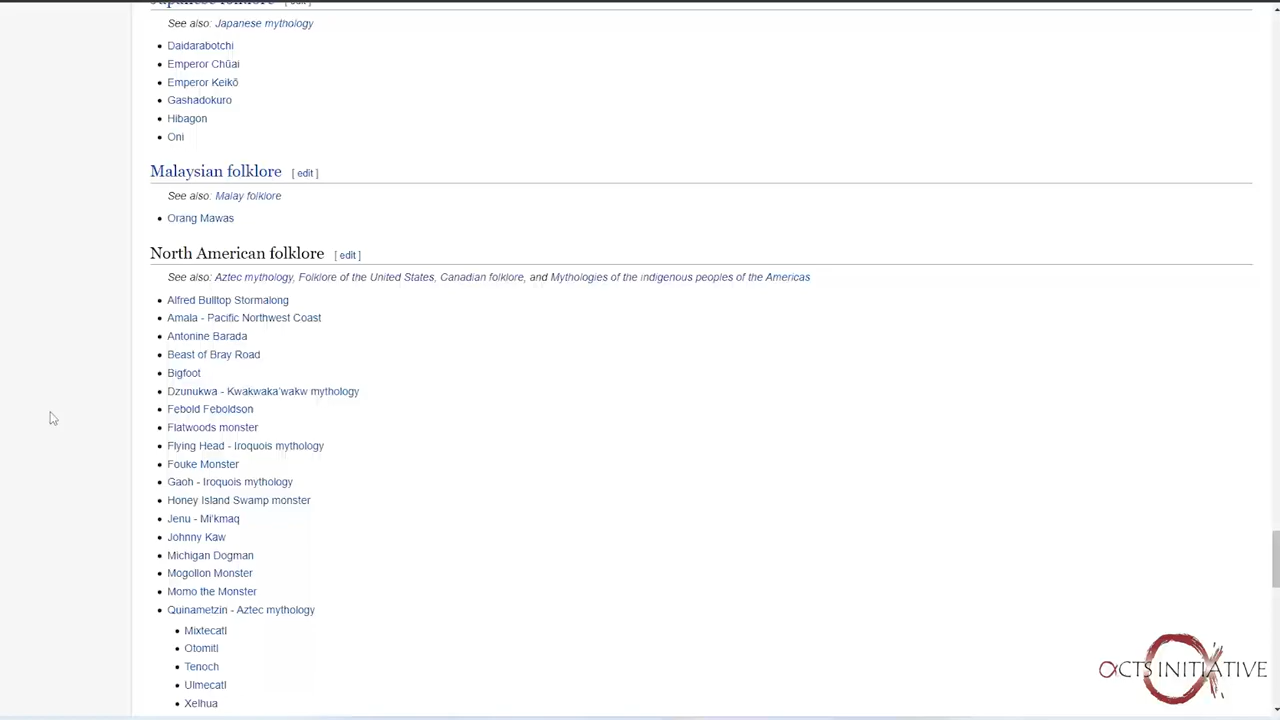 Japanese folklore [ edit ]
See also: Japanese mythology
Daidarabotchi
Emperor Chūai
Emperor Keikō
Gashadokuro
Hibagon
Oni
Malaysian folklore [ edit ]
See also: Malay folklore
Orang Mawas
North American folklore [ edit ]
See also: Aztec mythology, Folklore of the United States, Canadian folklore, and Mythologies of the indigenous peoples of the Americas
Alfred Bulltop Stormalong
Amala - Pacific Northwest Coast
Antonine Barada
Beast of Bray Road
Bigfoot
Dzunukwa - Kwakwaka'wakw mythology
Febold Feboldson
Flatwoods monster
Flying Head - Iroquois mythology
Fouke Monster
Gaoh - Iroquois mythology
Honey Island Swamp monster
Jenu - Mi'kmaq
Johnny Kaw
Michigan Dogman
Mogollon Monster
Momo the Monster
Quinametzin - Aztec mythology
Mixtecatl
Otomitl
Tenoch
Ulmecatl
Xelhua
αCTS INITIATIVE